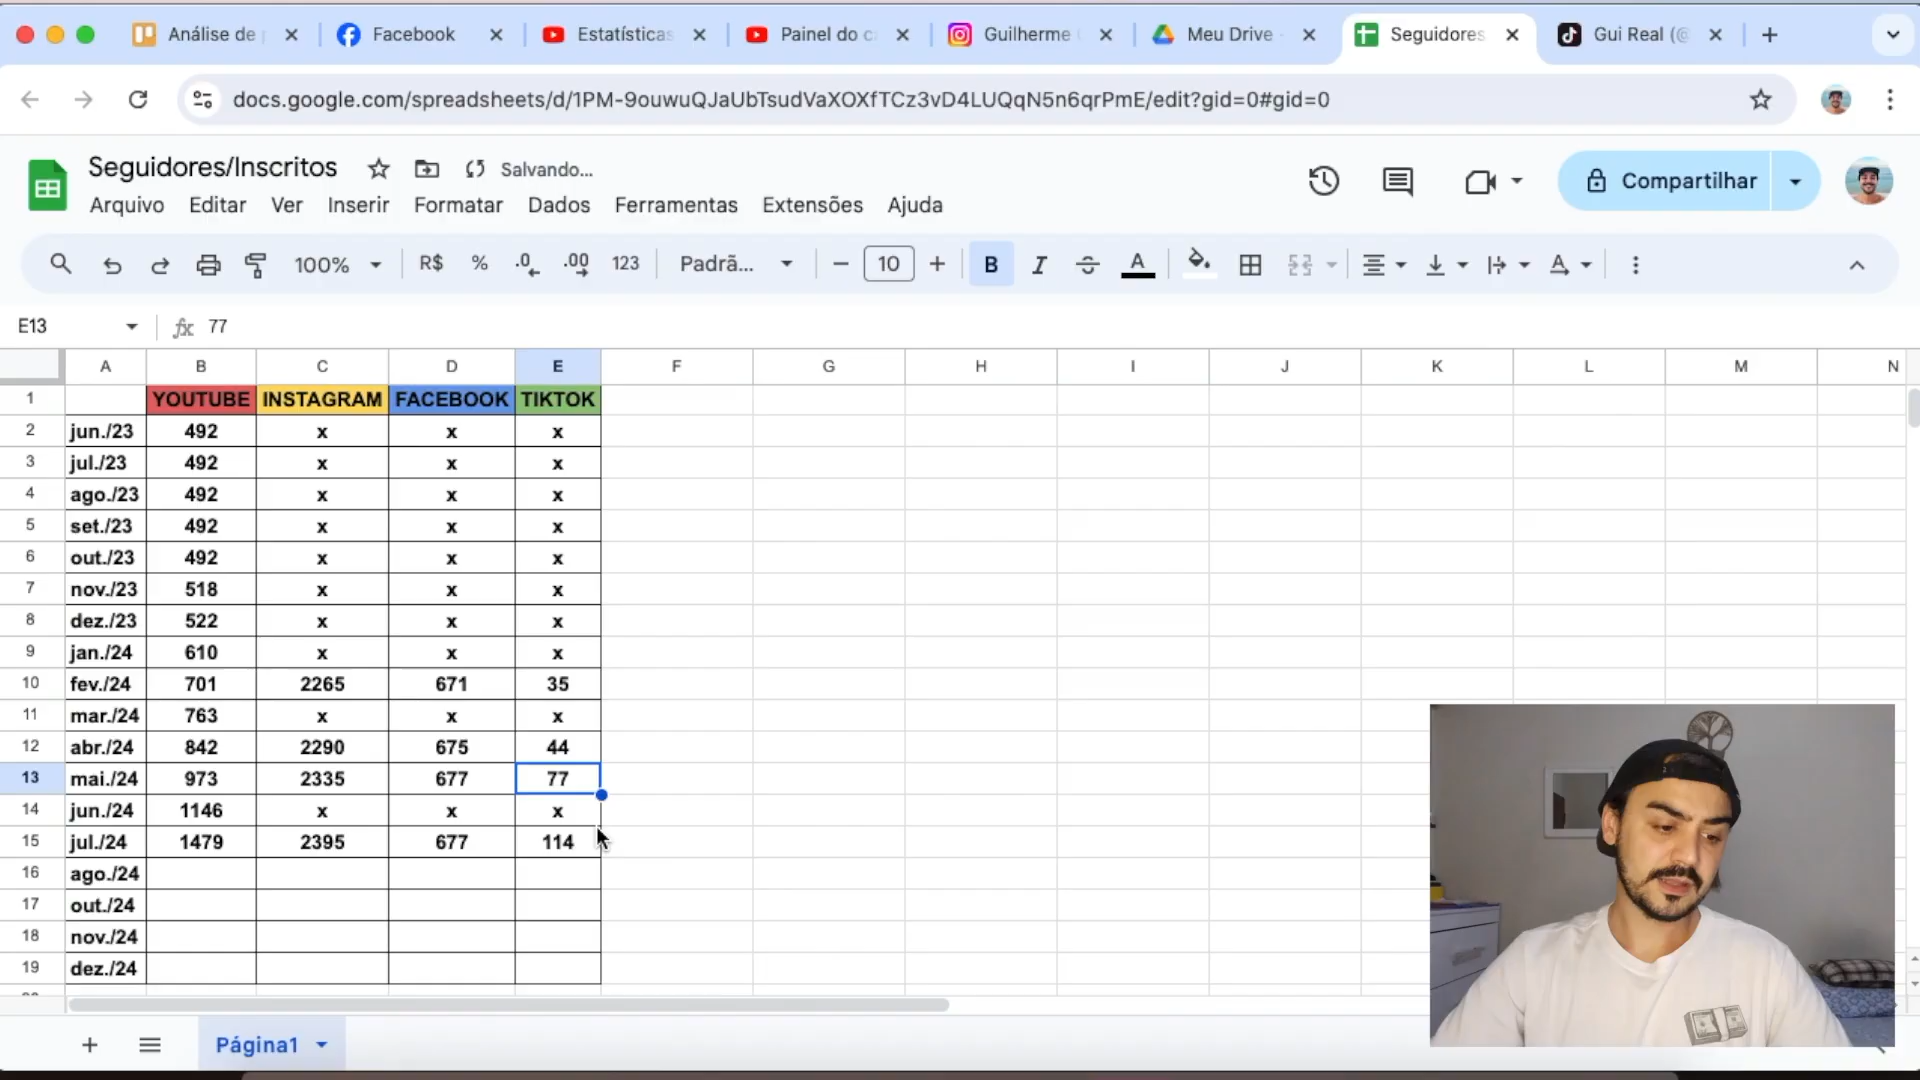 Análise de
Facebook
Estatísticas
Painel do c
Guilherme
Meu Drive
Seguidores
Gui Real (@
docs.google.com/spreadsheets/d/1PM-9ouwuQJaUbTsudVaXOXfTCz3vD4LUQqN5n6qrPmE/edit?gid=0#gid=0
Seguidores/Inscritos Salvando...
Arquivo Editar Ver Inserir Formatar Dados Ferramentas Extensões Ajuda
Compartilhar
100% R$ % .0 .00 123 Padrã... 10 B I A
E13 fx 77
A B C D E F G H I J K L M N
1 YOUTUBE INSTAGRAM FACEBOOK TIKTOK
2 jun./23 492 x x x
3 jul./23 492 x x x
4 ago./23 492 x x x
5 set./23 492 x x x
6 out./23 492 x x x
7 nov./23 518 x x x
8 dez./23 522 x x x
9 jan./24 610 x x x
10 fev./24 701 2265 671 35
11 mar./24 763 x x x
12 abr./24 842 2290 675 44
13 mai./24 973 2335 677 77
14 jun./24 1146 x x x
15 jul./24 1479 2395 677 114
16 ago./24
17 out./24
18 nov./24
19 dez./24
Página1